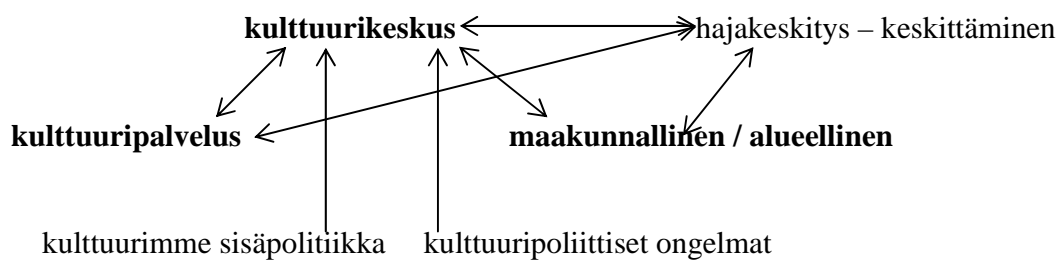 kulttuurikeskus hajakeskitys – keskittäminen
kulttuuripalvelus maakunnallinen / alueellinen
kulttuurimme sisäpolitiikka kulttuuripoliittiset ongelmat